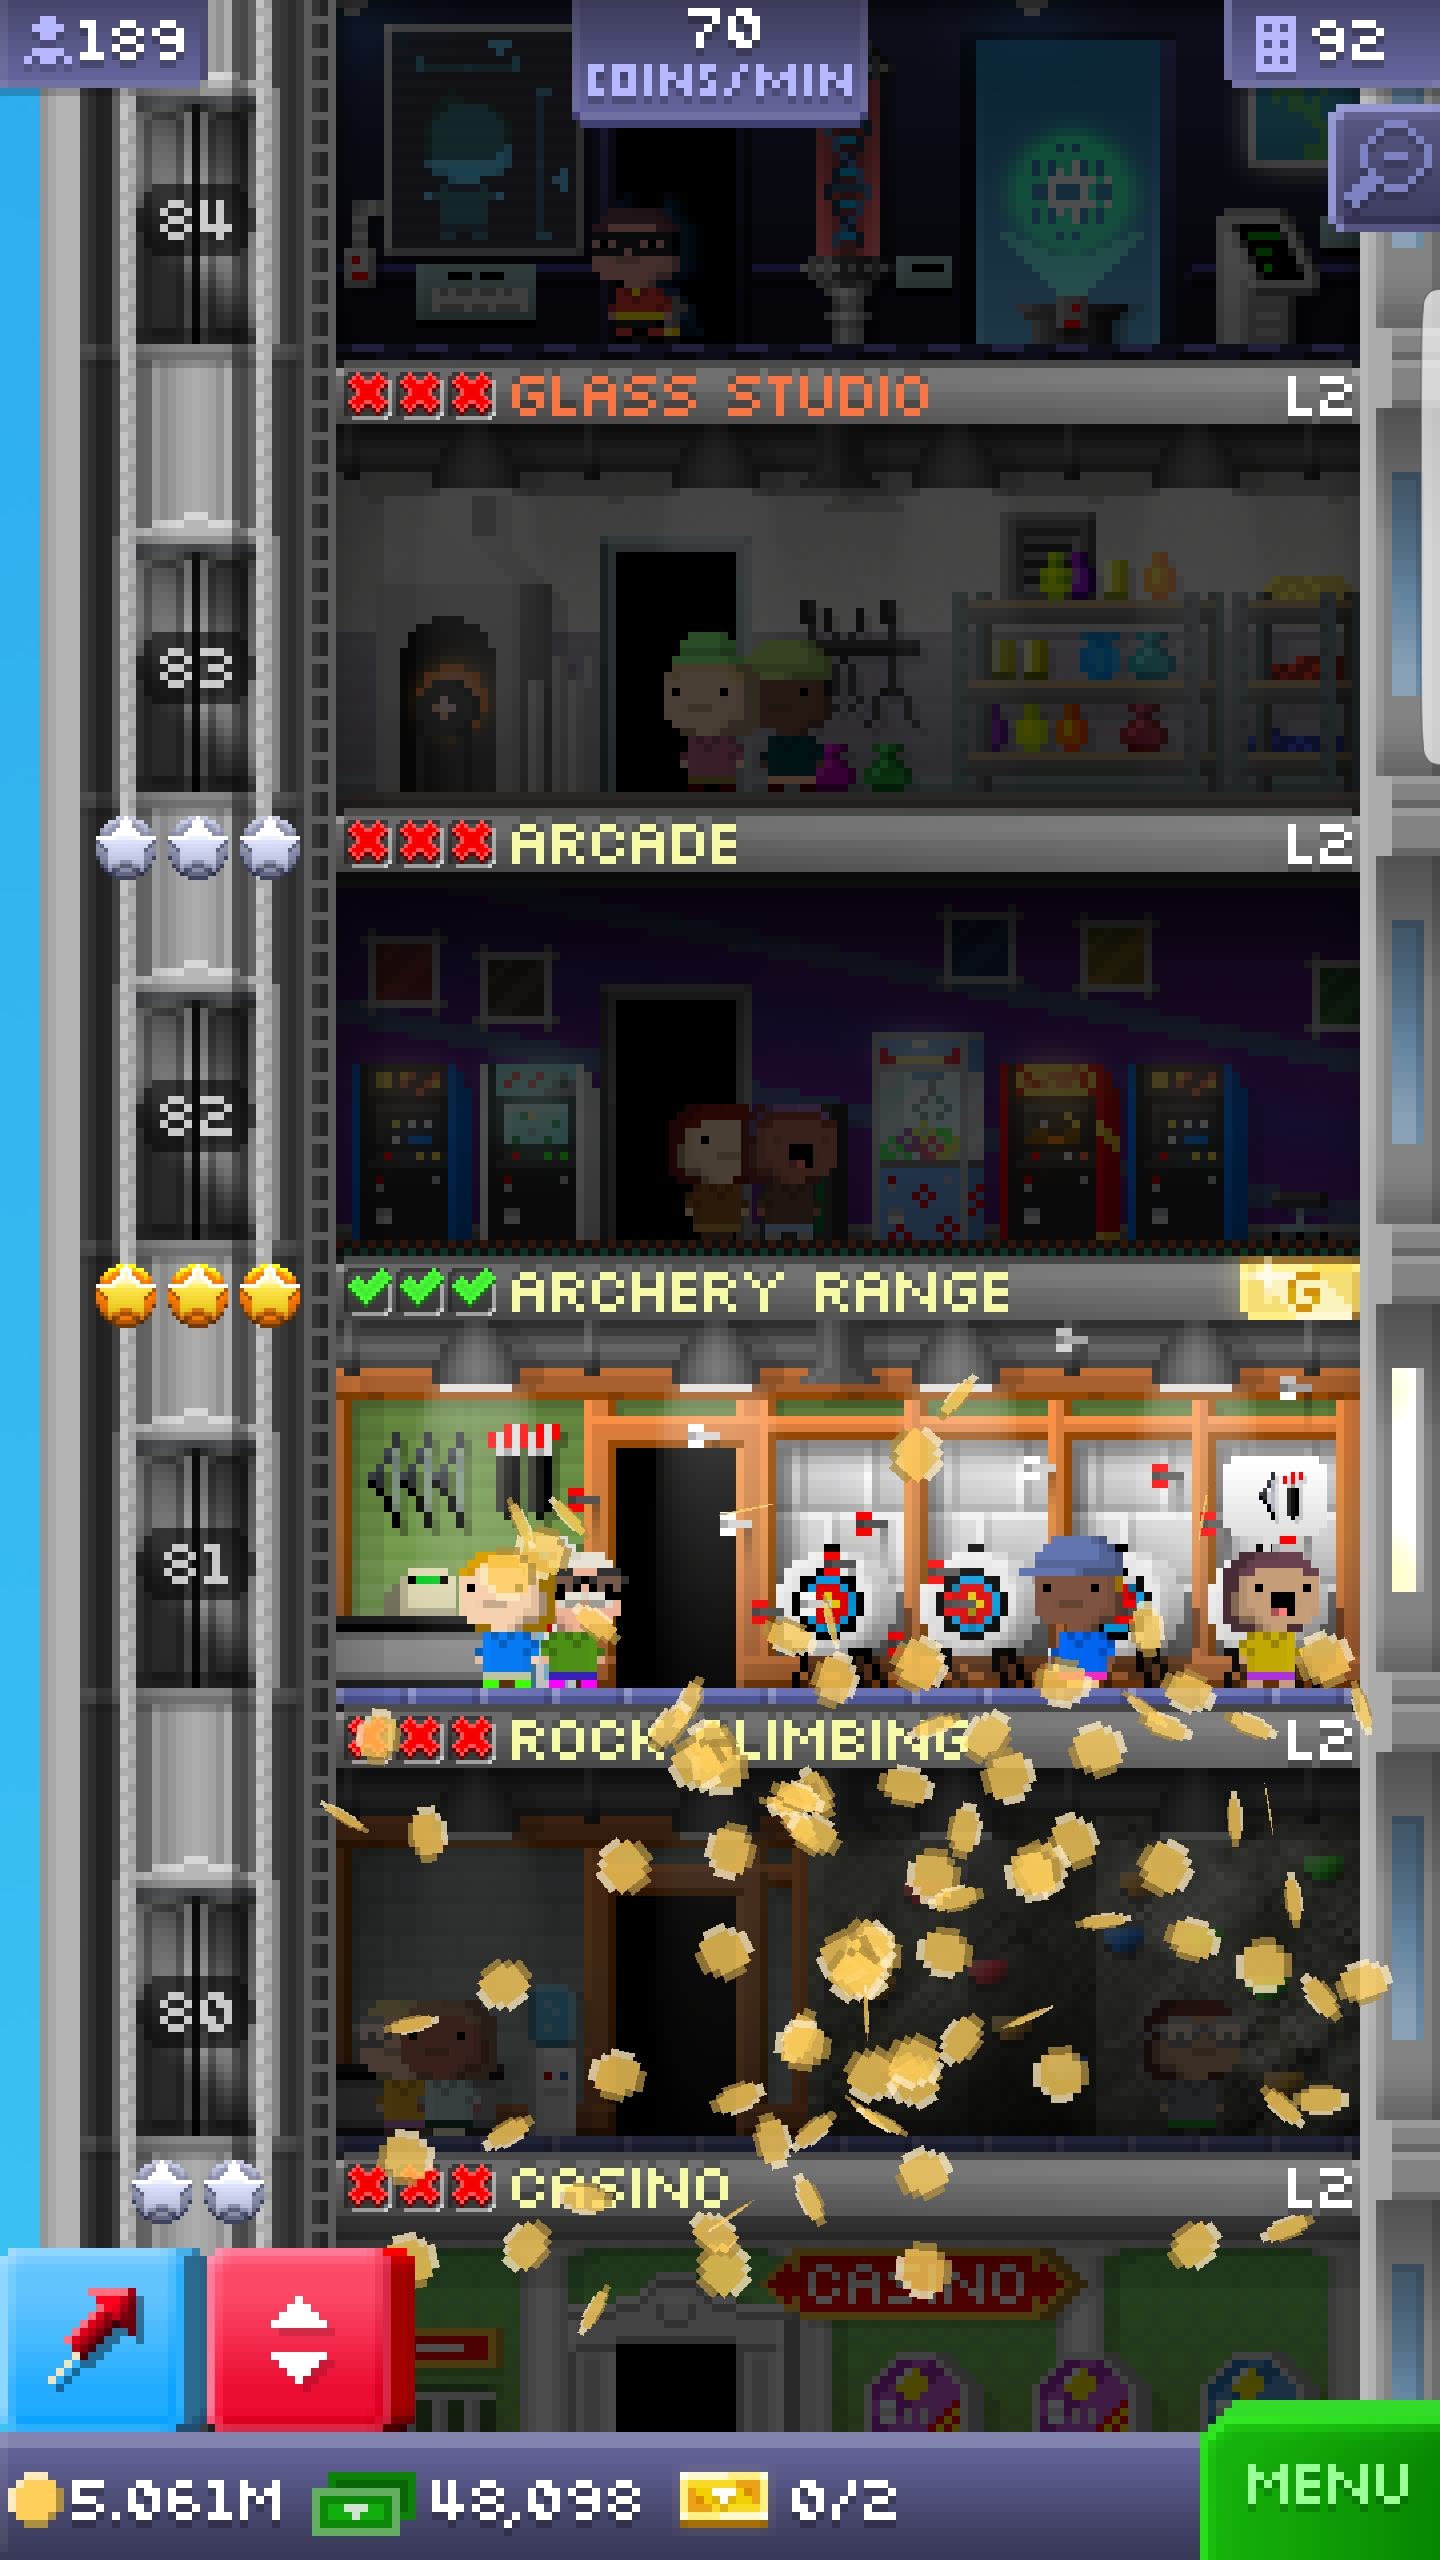 189
70
COINS/MIN
92
84
GLASS STUDIO L2
83
ARCADE L2
82
ARCHERY RANGE G
81
ROCK CLIMBING L2
80
CASINO L2
CASINO
5.061M 48,098 0/2
MENU